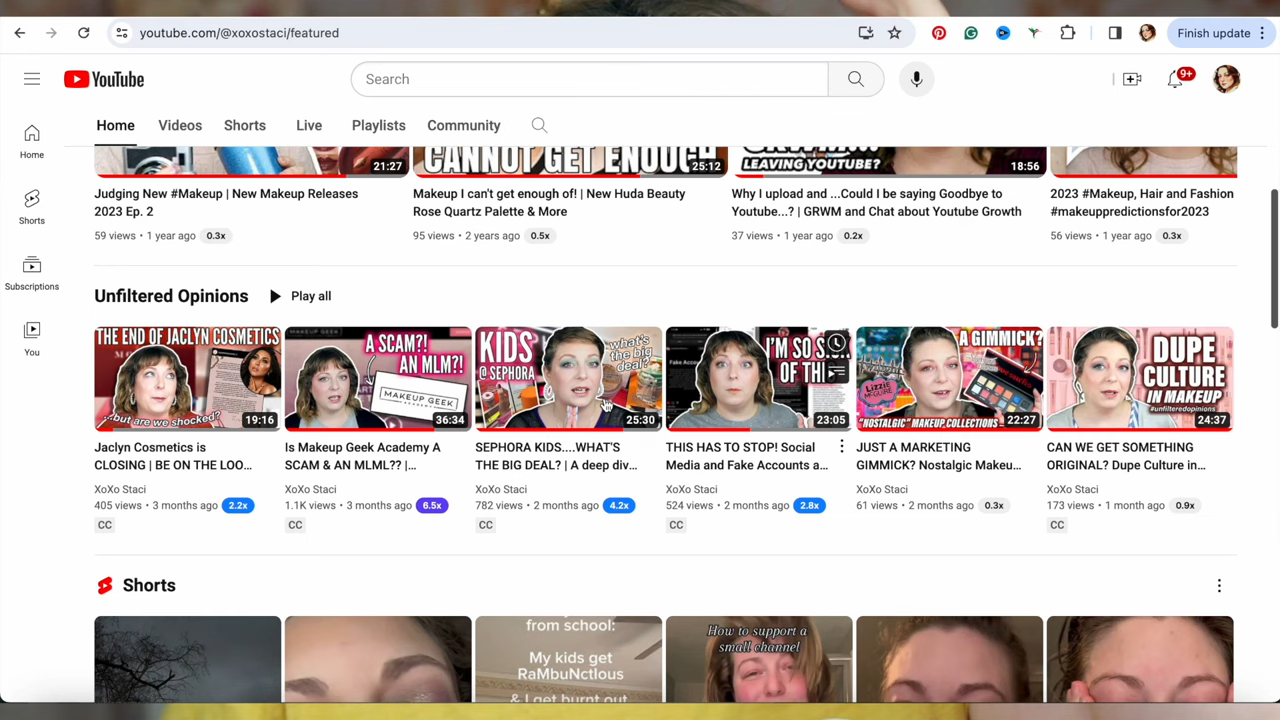 youtube.com/@xoxostaci/featured
Finish update
YouTube
Search
9+
Home Videos Shorts Live Playlists Community
Home
Shorts
Subscriptions
You
21:27
CANNOT GET ENOUGH
25:12
LEAVING YOUTUBE?
18:56
Judging New #Makeup | New Makeup Releases
2023 Ep. 2
59 views • 1 year ago 0.3x
Makeup I can't get enough of! | New Huda Beauty
Rose Quartz Palette & More
95 views • 2 years ago 0.5x
Why I upload and ...Could I be saying Goodbye to
Youtube...? | GRWM and Chat about Youtube Growth
37 views • 1 year ago 0.2x
2023 #Makeup, Hair and Fashion
#makeuppredictionsfor2023
56 views • 1 year ago 0.3x
Unfiltered Opinions Play all
THE END OF JACLYN COSMETICS
...but are we shocked?
19:16
Jaclyn Cosmetics is
CLOSING | BE ON THE LOO...
XoXo Staci
405 views • 3 months ago 2.2x
CC
A SCAM?!
AN MLM?!
MAKEUP GEEK
36:34
Is Makeup Geek Academy A
SCAM & AN MLML?? |...
XoXo Staci
1.1K views • 3 months ago 6.5x
CC
KIDS
@ SEPHORA
what's
the big
deal?
25:30
SEPHORA KIDS....WHAT'S
THE BIG DEAL? | A deep div...
XoXo Staci
782 views • 2 months ago 4.2x
CC
I'M SO
OF THI
23:05
THIS HAS TO STOP! Social
Media and Fake Accounts a...
XoXo Staci
524 views • 2 months ago 2.8x
CC
A GIMMICK?
LIZZIE
McGUIRE
"NOSTALGIC" MAKEUP COLLECTIONS
22:27
JUST A MARKETING
GIMMICK? Nostalgic Makeu...
XoXo Staci
61 views • 2 months ago 0.3x
DUPE
CULTURE
IN MAKEUP
#unfilteredopinions
24:37
CAN WE GET SOMETHING
ORIGINAL? Dupe Culture in...
XoXo Staci
173 views • 1 month ago 0.9x
CC
Shorts
from school:
My kids get
RaMbuNctIous
& I get burnt out
How to support a
small channel